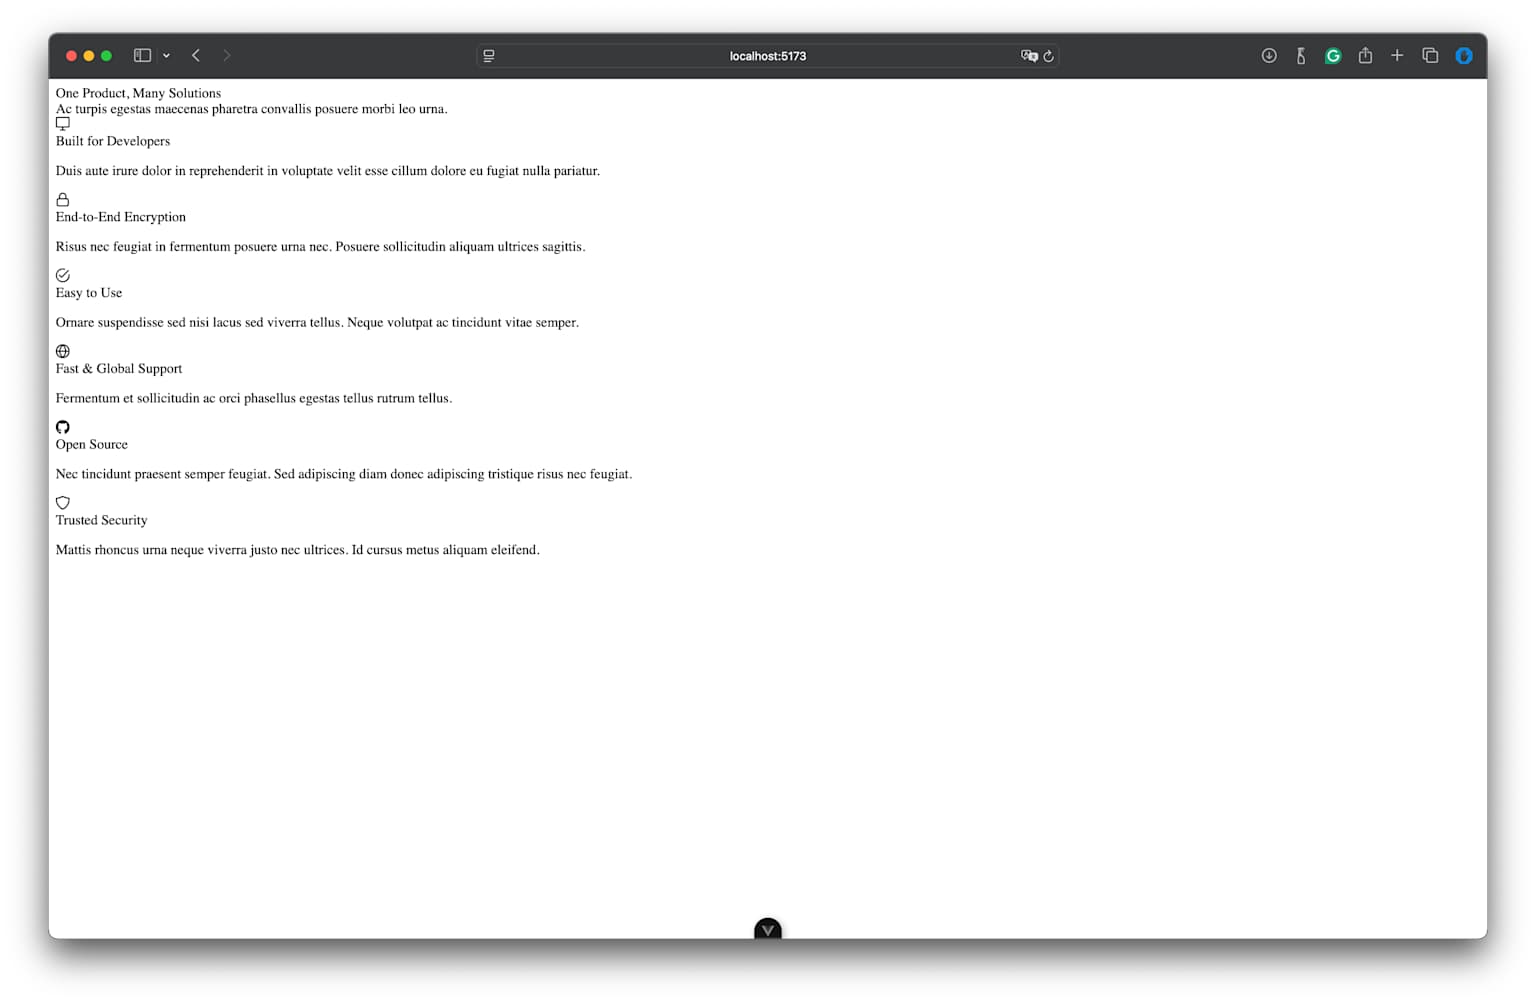 localhost:5173
One Product, Many Solutions
Ac turpis egestas maecenas pharetra convallis posuere morbi leo urna.
Built for Developers
Duis aute irure dolor in reprehenderit in voluptate velit esse cillum dolore eu fugiat nulla pariatur.
End-to-End Encryption
Risus nec feugiat in fermentum posuere urna nec. Posuere sollicitudin aliquam ultrices sagittis.
Easy to Use
Ornare suspendisse sed nisi lacus sed viverra tellus. Neque volutpat ac tincidunt vitae semper.
Fast & Global Support
Fermentum et sollicitudin ac orci phasellus egestas tellus rutrum tellus.
Open Source
Nec tincidunt praesent semper feugiat. Sed adipiscing diam donec adipiscing tristique risus nec feugiat.
Trusted Security
Mattis rhoncus urna neque viverra justo nec ultrices. Id cursus metus aliquam eleifend.